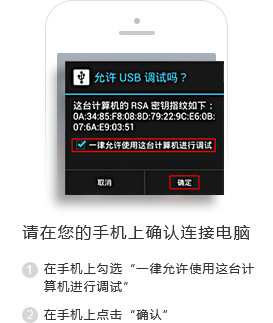 允许 USB 调试吗？
这台计算机的 RSA 密钥指纹如下：
0A:34:85:F8:08:8D:79:22:9C:E6:0B:
07:6A:E9:03:51
一律允许使用这台计算机进行调试
取消 确定
请在您的手机上确认连接电脑
1 在手机上勾选“一律允许使用这台计
算机进行调试”
2 在手机上点击“确认”